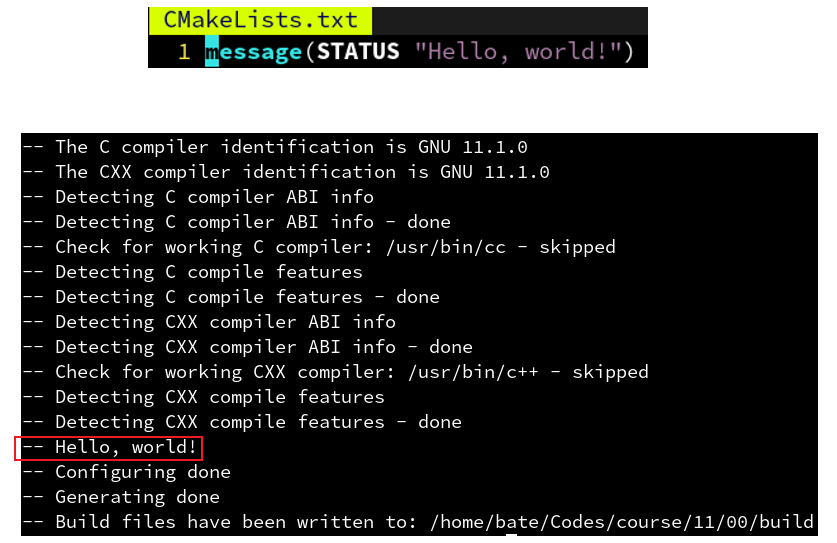 CMakeLists.txt
1 message(STATUS "Hello, world!")
-- The C compiler identification is GNU 11.1.0
-- The CXX compiler identification is GNU 11.1.0
-- Detecting C compiler ABI info
-- Detecting C compiler ABI info - done
-- Check for working C compiler: /usr/bin/cc - skipped
-- Detecting C compile features
-- Detecting C compile features - done
-- Detecting CXX compiler ABI info
-- Detecting CXX compiler ABI info - done
-- Check for working CXX compiler: /usr/bin/c++ - skipped
-- Detecting CXX compile features
-- Detecting CXX compile features - done
-- Hello, world!
-- Configuring done
-- Generating done
-- Build files have been written to: /home/bate/Codes/course/11/00/build